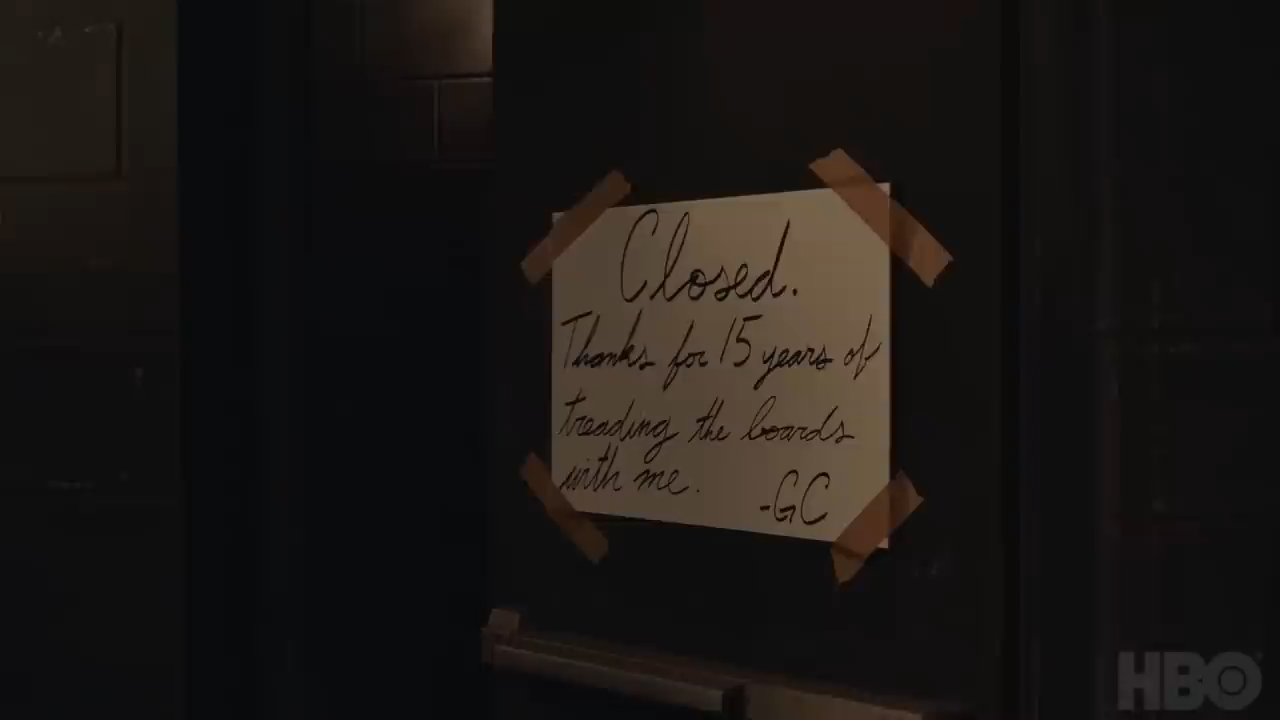 Closed.
Thanks for 15 years of
treading the boards
with me.
-GC
HBO